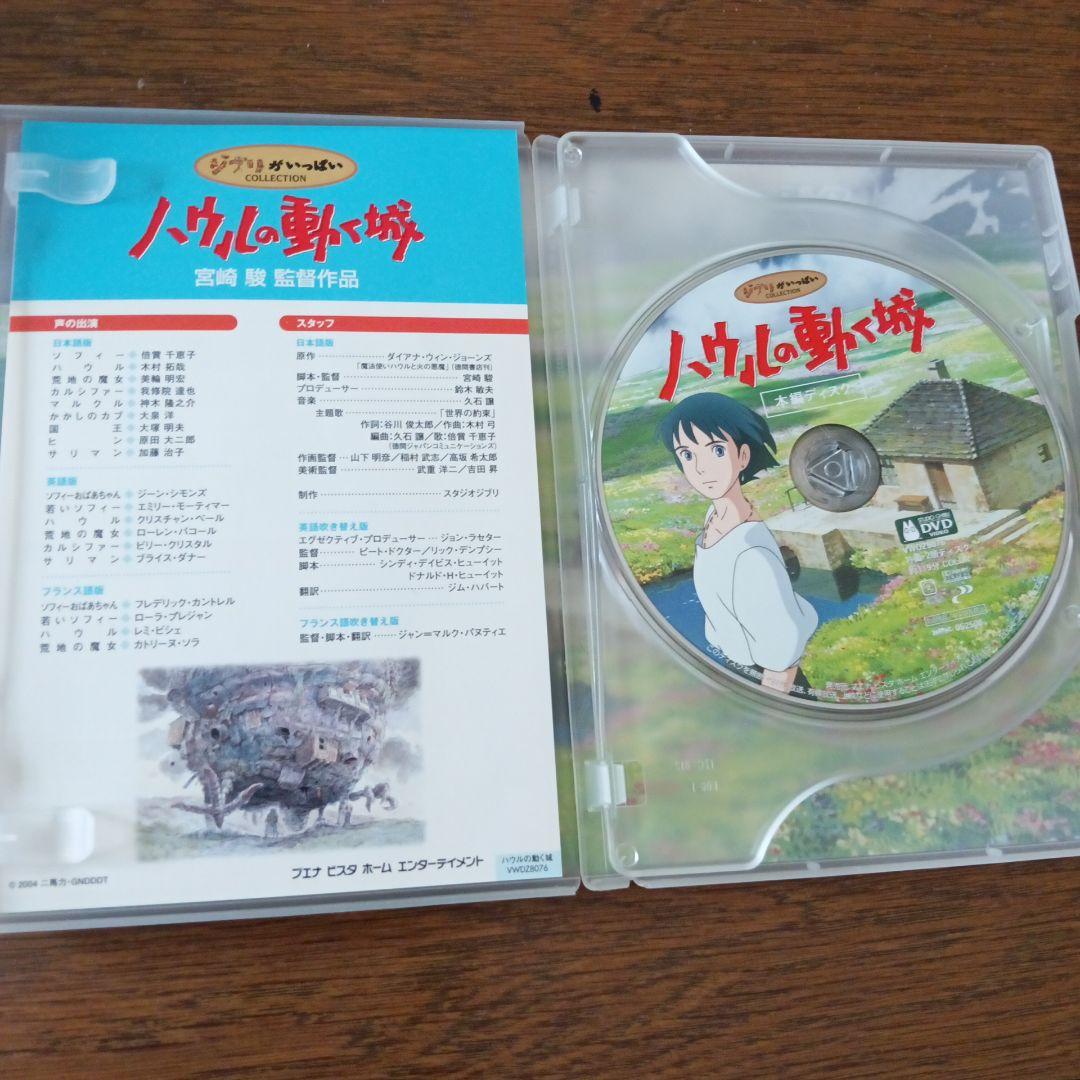 ジブリがいっぱい
COLLECTION
ハウルの動く城
宮崎 駿 監督作品
声の出演
日本語版
ソフィー 倍賞 千恵子
ハウル 木村 拓哉
荒地の魔女 美輪 明宏
カルシファー 我修院 達也
マルクル 神木 隆之介
かかしのカブ 大泉 洋
国王 大塚 明夫
ヒン 原田 大二郎
サリマン 加藤 治子
英語版
ソフィーおばあちゃん ジーン・シモンズ
若いソフィー エミリー・モーティマー
ハウル クリスチャン・ベール
荒地の魔女 ローレン・バコール
カルシファー ビリー・クリスタル
サリマン ブライス・ダナー
フランス語版
ソフィーおばあちゃん フレデリック・カントレル
若いソフィー ローラ・プレジャン
ハウル レミ・ビシェ
荒地の魔女 カトリーヌ・ソラ
スタッフ
日本語版
原作 ダイアナ・ウィン・ジョーンズ
「魔法使いハウルと火の悪魔」(徳間書店刊)
脚本・監督 宮崎 駿
プロデューサー 鈴木 敏夫
音楽 久石 譲
主題歌 「世界の約束」
作詞:谷川 俊太郎/作曲:木村 弓
編曲:久石 譲/歌:倍賞 千恵子
(徳間ジャパンコミュニケーションズ)
作画監督 山下 明彦/稲村 武志/高坂 希太郎
美術監督 武重 洋二/吉田 昇
制作 スタジオジブリ
英語吹き替え版
エグゼクティブ・プロデューサー ジョン・ラセター
監督 ピート・ドクター/リック・デンプシー
脚本 シンディ・デイビス・ヒューイット
ドナルド・H・ヒューイット
翻訳 ジム・ハバート
フランス語吹き替え版
監督・脚本・翻訳 ジャン=マルク・パヌティエ
ブエナ ビスタ ホーム エンターテイメント
ハウルの動く城
VWDZ8076
© 2004 二馬力・GNDDDT
ジブリがいっぱい
COLLECTION
ハウルの動く城
本編ディスク
STUDIO GHIBLI
DVD
VIDEO
片面・2層ディスク
約119分 COLOR